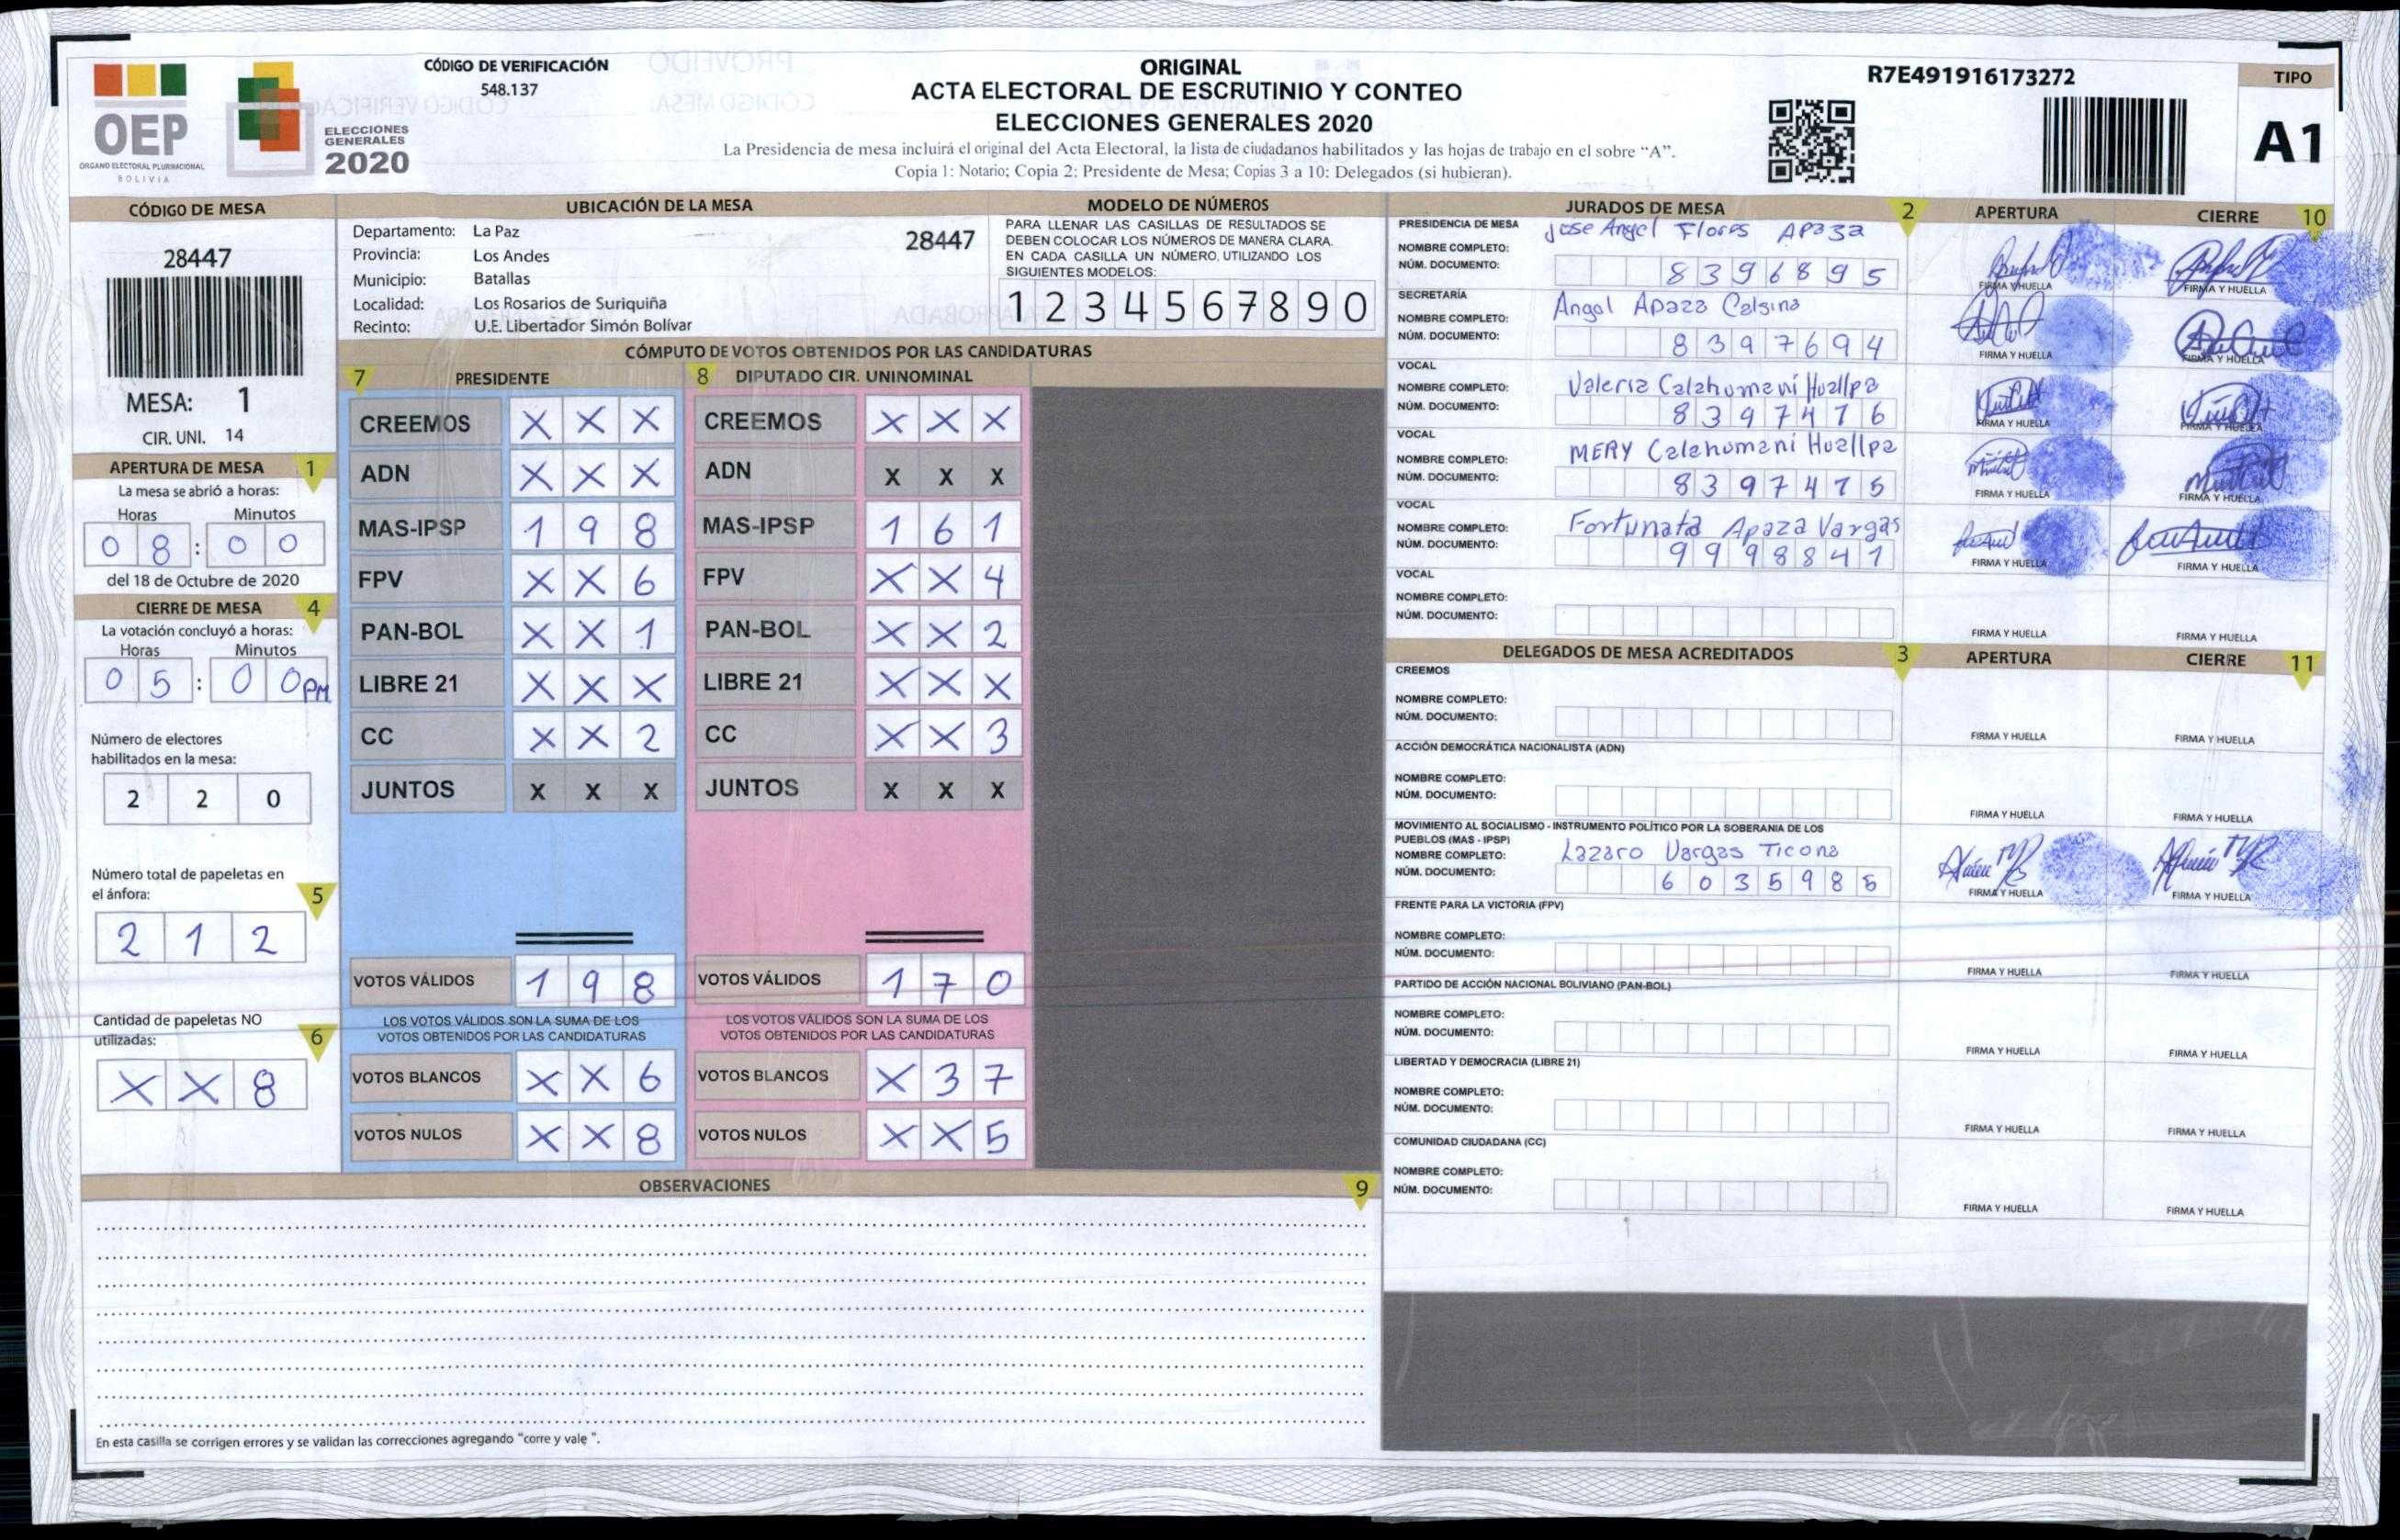 OEP
ORGANO ELECTORAL PLURINACIONAL
BOLIVIA
ELECCIONES
GENERALES
2020
CÓDIGO DE VERIFICACIÓN
548.137
ORIGINAL
ACTA ELECTORAL DE ESCRUTINIO Y CONTEO
ELECCIONES GENERALES 2020
La Presidencia de mesa incluirá el original del Acta Electoral, la lista de ciudadanos habilitados y las hojas de trabajo en el sobre “A”.
Copia 1: Notario; Copia 2: Presidente de Mesa; Copias 3 a 10: Delegados (si hubieran).
R7E491916173272
TIPO
A1
CÓDIGO DE MESA
28447
MESA: 1
CIR. UNI. 14
APERTURA DE MESA 1
La mesa se abrió a horas:
Horas Minutos
0 8 : 0 0
del 18 de Octubre de 2020
CIERRE DE MESA 4
La votación concluyó a horas:
Horas Minutos
0 5 : 0 0 PM
Número de electores
habilitados en la mesa:
2 2 0
Número total de papeletas en
el ánfora: 5
2 1 2
Cantidad de papeletas NO
utilizadas: 6
X X 8
UBICACIÓN DE LA MESA
Departamento: La Paz
28447
Provincia: Los Andes
Municipio: Batallas
Localidad: Los Rosarios de Suriquiña
Recinto: U.E. Libertador Simón Bolívar
MODELO DE NÚMEROS
PARA LLENAR LAS CASILLAS DE RESULTADOS SE
DEBEN COLOCAR LOS NÚMEROS DE MANERA CLARA.
EN CADA CASILLA UN NÚMERO, UTILIZANDO LOS
SIGUIENTES MODELOS:
1 2 3 4 5 6 7 8 9 0
CÓMPUTO DE VOTOS OBTENIDOS POR LAS CANDIDATURAS
7 PRESIDENTE
CREEMOS X X X
ADN X X X
MAS-IPSP 1 9 8
FPV X X 6
PAN-BOL X X 1
LIBRE 21 X X X
CC X X 2
JUNTOS X X X
VOTOS VÁLIDOS 1 9 8
LOS VOTOS VÁLIDOS SON LA SUMA DE LOS
VOTOS OBTENIDOS POR LAS CANDIDATURAS
VOTOS BLANCOS X X 6
VOTOS NULOS X X 8
8 DIPUTADO CIR. UNINOMINAL
CREEMOS X X X
ADN X X X
MAS-IPSP 1 6 1
FPV X X 4
PAN-BOL X X 2
LIBRE 21 X X X
CC X X 3
JUNTOS X X X
VOTOS VÁLIDOS 1 7 0
LOS VOTOS VÁLIDOS SON LA SUMA DE LOS
VOTOS OBTENIDOS POR LAS CANDIDATURAS
VOTOS BLANCOS X 3 7
VOTOS NULOS X X 5
OBSERVACIONES 9
En esta casilla se corrigen errores y se validan las correcciones agregando "corre y vale ".
JURADOS DE MESA 2 APERTURA CIERRE 10
PRESIDENCIA DE MESA
NOMBRE COMPLETO: Jose Angel Flores Apaza
NÚM. DOCUMENTO: 8 3 9 6 8 9 5
FIRMA Y HUELLA FIRMA Y HUELLA
SECRETARÍA
NOMBRE COMPLETO: Angel Apaza Calsina
NÚM. DOCUMENTO: 8 3 9 7 6 9 4
FIRMA Y HUELLA FIRMA Y HUELLA
VOCAL
NOMBRE COMPLETO: Valeria Calahumani Huallpa
NÚM. DOCUMENTO: 8 3 9 7 4 7 6
FIRMA Y HUELLA FIRMA Y HUELLA
VOCAL
NOMBRE COMPLETO: MERY Calahumani Huallpa
NÚM. DOCUMENTO: 8 3 9 7 4 7 5
FIRMA Y HUELLA FIRMA Y HUELLA
VOCAL
NOMBRE COMPLETO: Fortunata Apaza Vargas
NÚM. DOCUMENTO: 9 9 9 8 8 4 1
FIRMA Y HUELLA FIRMA Y HUELLA
VOCAL
NOMBRE COMPLETO:
NÚM. DOCUMENTO:
FIRMA Y HUELLA FIRMA Y HUELLA
DELEGADOS DE MESA ACREDITADOS 3 APERTURA CIERRE 11
CREEMOS
NOMBRE COMPLETO:
NÚM. DOCUMENTO:
FIRMA Y HUELLA FIRMA Y HUELLA
ACCIÓN DEMOCRÁTICA NACIONALISTA (ADN)
NOMBRE COMPLETO:
NÚM. DOCUMENTO:
FIRMA Y HUELLA FIRMA Y HUELLA
MOVIMIENTO AL SOCIALISMO - INSTRUMENTO POLÍTICO POR LA SOBERANIA DE LOS
PUEBLOS (MAS - IPSP)
NOMBRE COMPLETO: Lazaro Vargas Ticona
NÚM. DOCUMENTO: 6 0 3 5 9 8
FIRMA Y HUELLA FIRMA Y HUELLA
FRENTE PARA LA VICTORIA (FPV)
NOMBRE COMPLETO:
NÚM. DOCUMENTO:
FIRMA Y HUELLA FIRMA Y HUELLA
PARTIDO DE ACCIÓN NACIONAL BOLIVIANO (PAN-BOL)
NOMBRE COMPLETO:
NÚM. DOCUMENTO:
FIRMA Y HUELLA FIRMA Y HUELLA
LIBERTAD Y DEMOCRACIA (LIBRE 21)
NOMBRE COMPLETO:
NÚM. DOCUMENTO:
FIRMA Y HUELLA FIRMA Y HUELLA
COMUNIDAD CIUDADANA (CC)
NOMBRE COMPLETO:
NÚM. DOCUMENTO:
FIRMA Y HUELLA FIRMA Y HUELLA